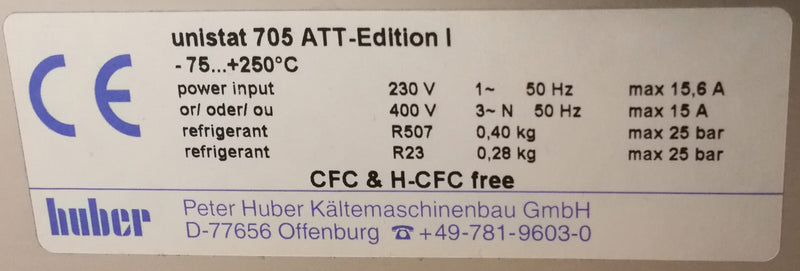 CE
unistat 705 ATT-Edition I
- 75...+250°C
power input 230 V 1~ 50 Hz max 15,6 A
or/ oder/ ou 400 V 3~ N 50 Hz max 15 A
refrigerant R507 0,40 kg max 25 bar
refrigerant R23 0,28 kg max 25 bar
CFC & H-CFC free
huber
Peter Huber Kältemaschinenbau GmbH
D-77656 Offenburg ☎+49-781-9603-0